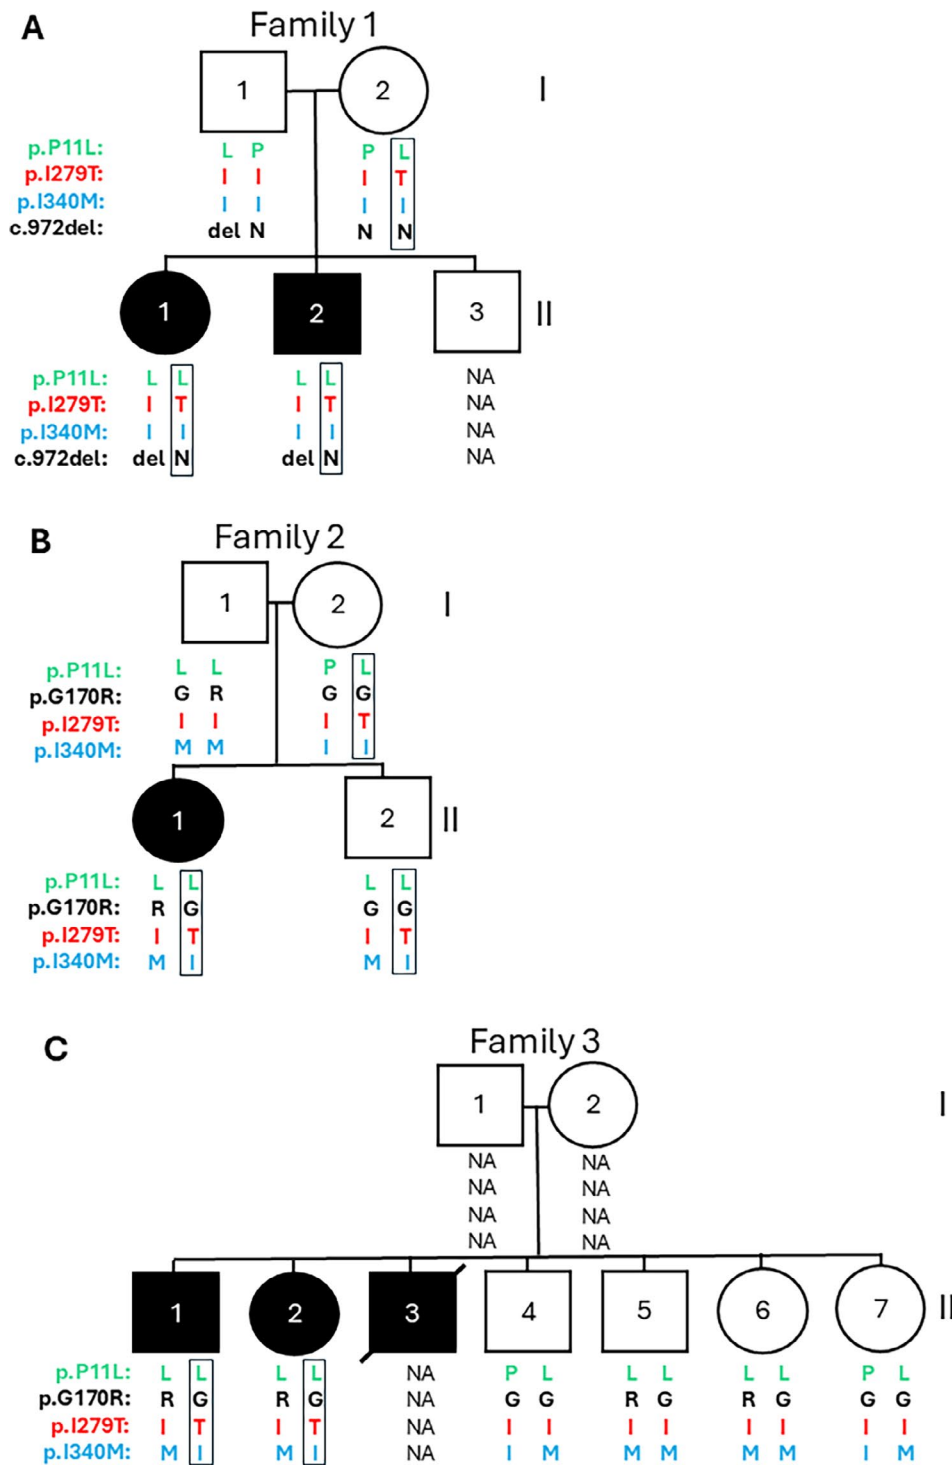 A
Family 1
1 2 I
p.P11L: L P P L
p.I279T: I I I T
p.I340M: I I I I
c.972del: del N N N
1 2 3 II
p.P11L: L L L L NA
p.I279T: I T I T NA
p.I340M: I I I I NA
c.972del: del N del N NA
B
Family 2
1 2 I
p.P11L: L L P L
p.G170R: G R G G
p.I279T: I I I T
p.I340M: M M I I
1 2 II
p.P11L: L L L L
p.G170R: R G G G
p.I279T: I T I T
p.I340M: M I M I
C
Family 3
1 2 I
NA NA
NA NA
NA NA
NA NA
1 2 3 4 5 6 7 II
p.P11L: L L L L NA P L L L L L P L
p.G170R: R G R G NA G G R G R G G G
p.I279T: I T I T NA I I I I I I I I
p.I340M: M I M I NA I M M M M M I M